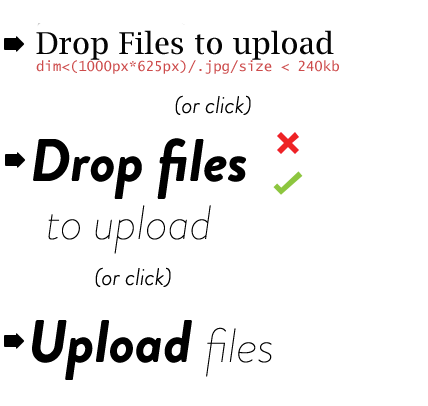 Drop Files to upload
dim<(1000px*625px)/.jpg/size < 240kb
(or click)
Drop files
to upload
(or click)
Upload files